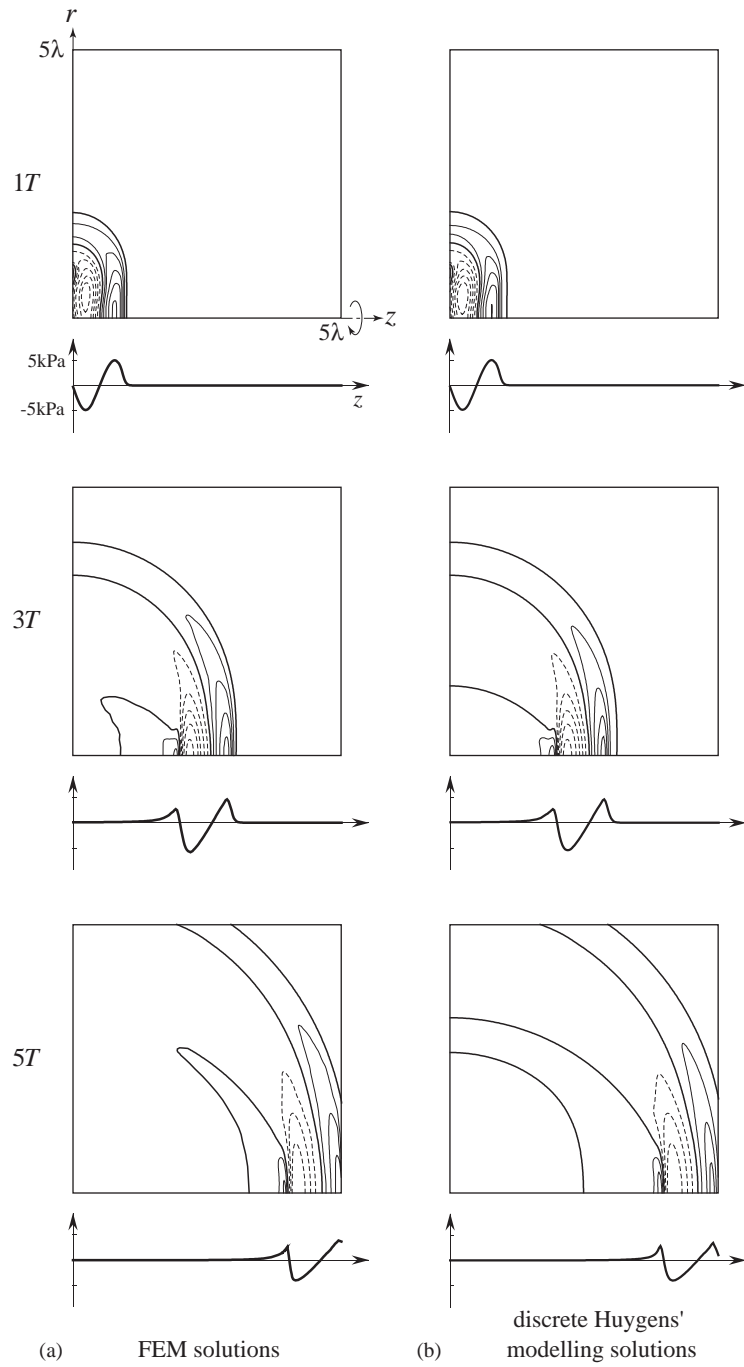 r
5λ
1T
5λ
z
5kPa
-5kPa
z
3T
5T
(a) FEM solutions
(b) discrete Huygens'
modelling solutions